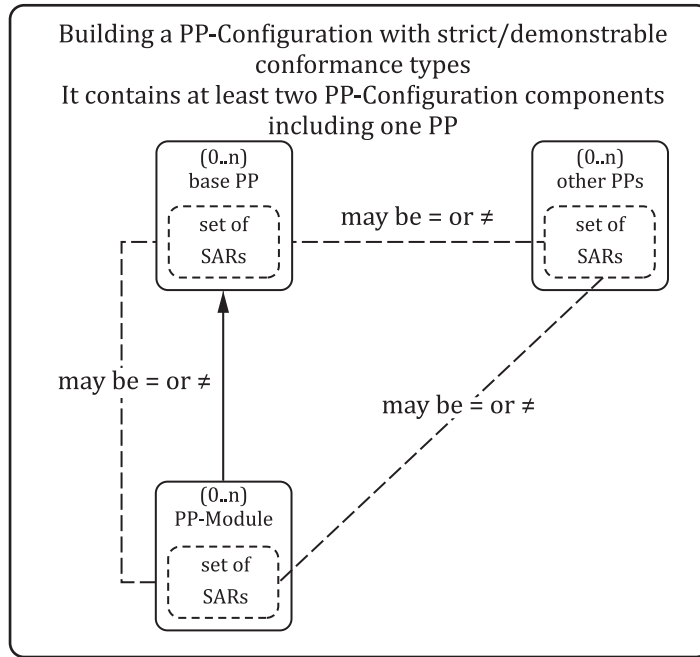 Building a PP-Configuration with strict/demonstrable
conformance types
It contains at least two PP-Configuration components
including one PP
(0..n)
base PP
set of
SARs
may be = or ≠
(0..n)
other PPs
set of
SARs
may be = or ≠
may be = or ≠
(0..n)
PP-Module
set of
SARs